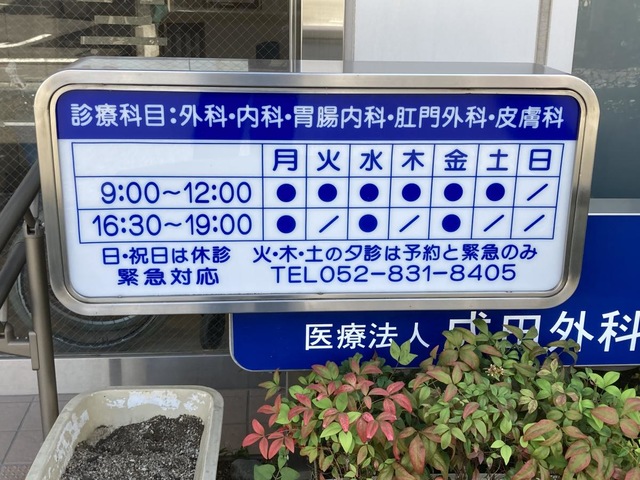 診療科目：外科・内科・胃腸内科・肛門外科・皮膚科
月 火 水 木 金 土 日
9:00〜12:00 ● ● ● ● ● ● ／
16:30〜19:00 ● ／ ● ／ ● ／ ／
日・祝日は休診 火・木・土の夕診は予約と緊急のみ
緊急対応 TEL052-831-8405
医療法人 成田外科